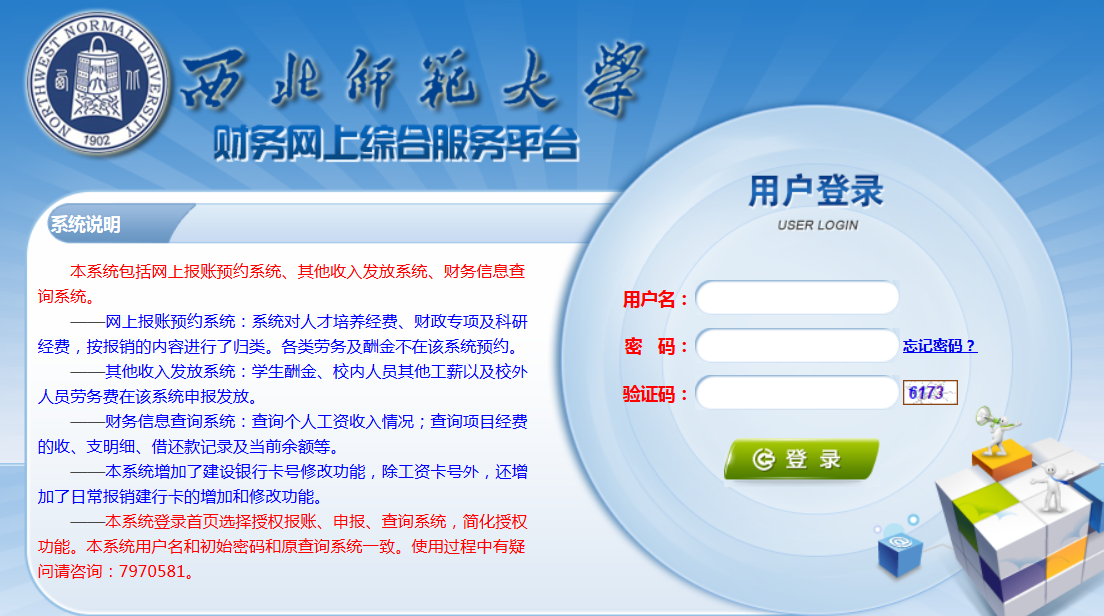 NORTHWEST NORMAL UNIVERSITY
1902
西北师范大学
财务网上综合服务平台
系统说明
本系统包括网上报账预约系统、其他收入发放系统、财务信息查
询系统。
——网上报账预约系统：系统对人才培养经费、财政专项及科研
经费，按报销的内容进行了归类。各类劳务及酬金不在该系统预约。
——其他收入发放系统：学生酬金、校内人员其他工薪以及校外
人员劳务费在该系统申报发放。
——财务信息查询系统：查询个人工资收入情况；查询项目经费
的收、支明细、借还款记录及当前余额等。
——本系统增加了建设银行卡号修改功能，除工资卡号外，还增
加了日常报销建行卡的增加和修改功能。
——本系统登录首页选择授权报账、申报、查询系统，简化授权
功能。本系统用户名和初始密码和原查询系统一致。使用过程中有疑
问请咨询：7970581。
用户登录
USER LOGIN
用户名：
密 码：
忘记密码？
验证码：
6173
登 录
@